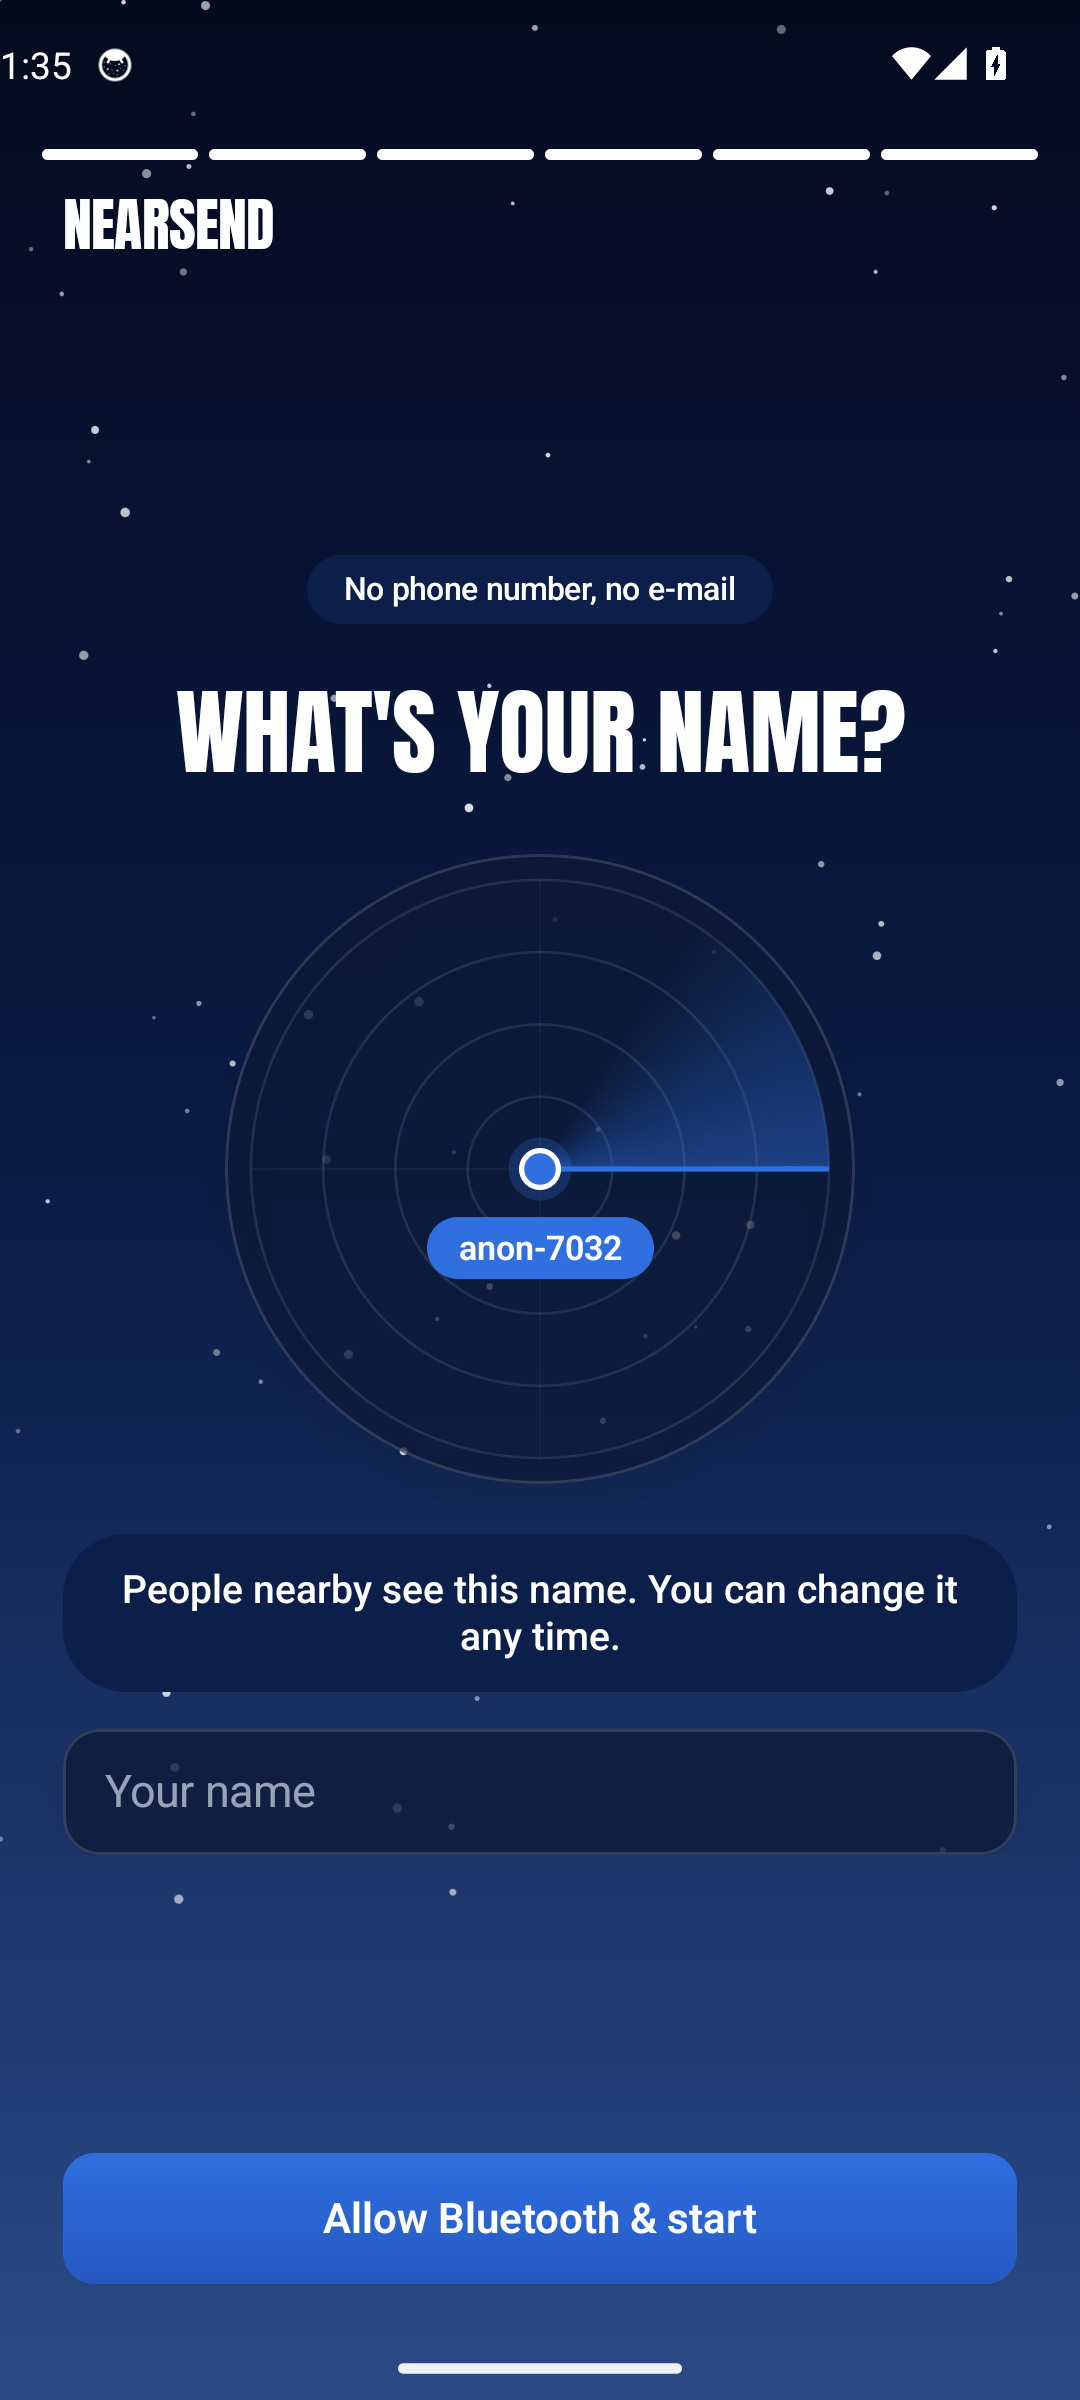 1:35
NEARSEND
No phone number, no e-mail
WHAT'S YOUR NAME?
anon-7032
People nearby see this name. You can change it
any time.
Your name
Allow Bluetooth & start